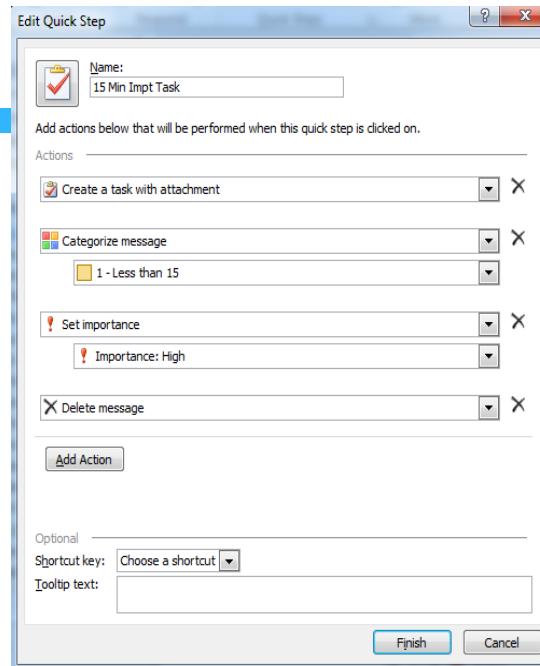 Edit Quick Step
Name:
15 Min Impt Task
Add actions below that will be performed when this quick step is clicked on.
Actions
Create a task with attachment
Categorize message
1 - Less than 15
Set importance
Importance: High
Delete message
Add Action
Optional
Shortcut key: Choose a shortcut
Tooltip text:
Finish Cancel